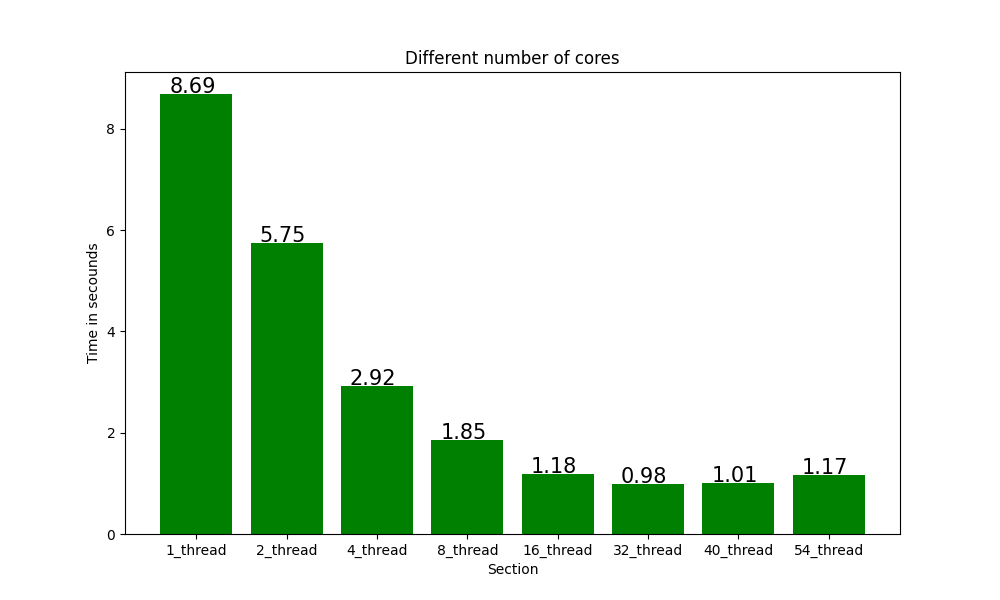 Different number of cores
8.69
5.75
2.92
1.85
1.18
0.98
1.01
1.17
8
6
4
2
0
Time in secounds
1_thread
2_thread
4_thread
8_thread
16_thread
32_thread
40_thread
54_thread
Section